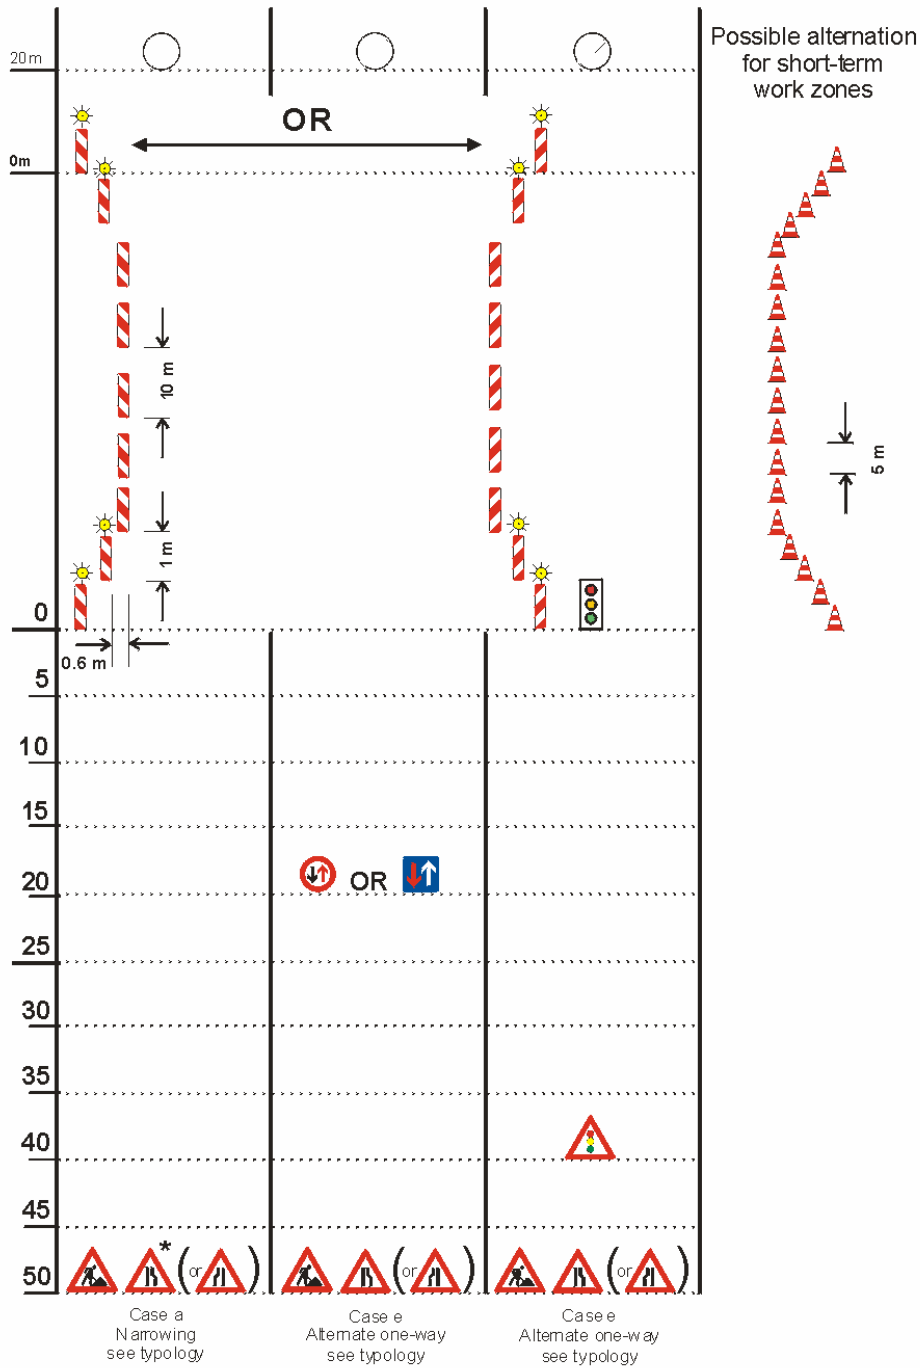 Possible alternation
for short-term
work zones
20m
OR
0m
10 m
5 m
1 m
0
0.6 m
5
10
15
20
OR
25
30
35
40
45
50
*
(or )
(or )
(or )
Case a
Narrowing
see typology
Case e
Alternate one-way
see typology
Case e
Alternate one-way
see typology